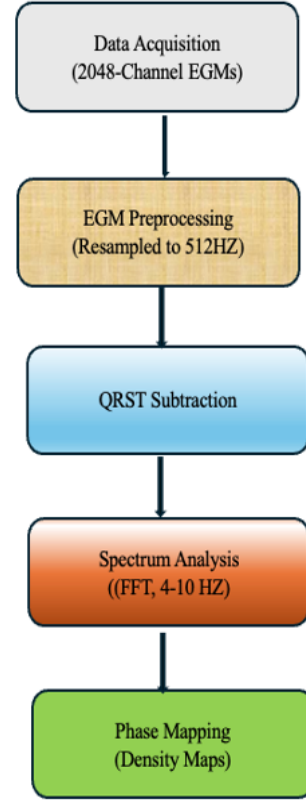 Data Acquisition
(2048-Channel EGMs)
EGM Preprocessing
(Resampled to 512HZ)
QRST Subtraction
Spectrum Analysis
((FFT, 4-10 HZ)
Phase Mapping
(Density Maps)